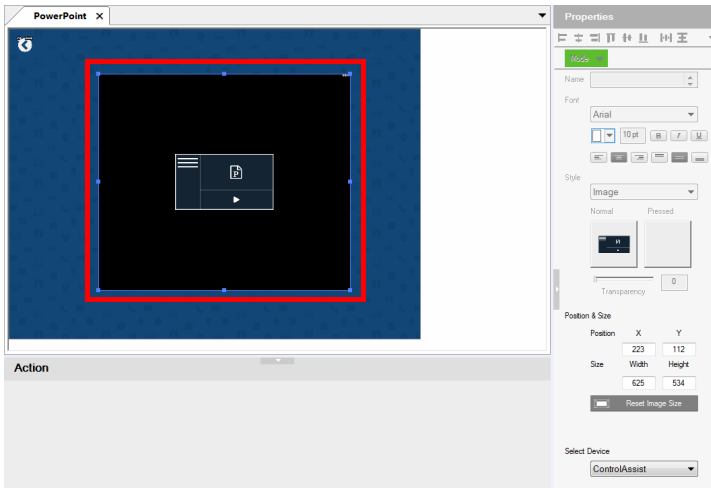 PowerPoint X
Properties
Mode
Name
Font
Arial
10 pt B I U
Style
Image
Normal Pressed
P
0
Transparency
Position & Size
Position X Y
223 112
Size Width Height
625 534
Reset Image Size
Action
Select Device
ControlAssist